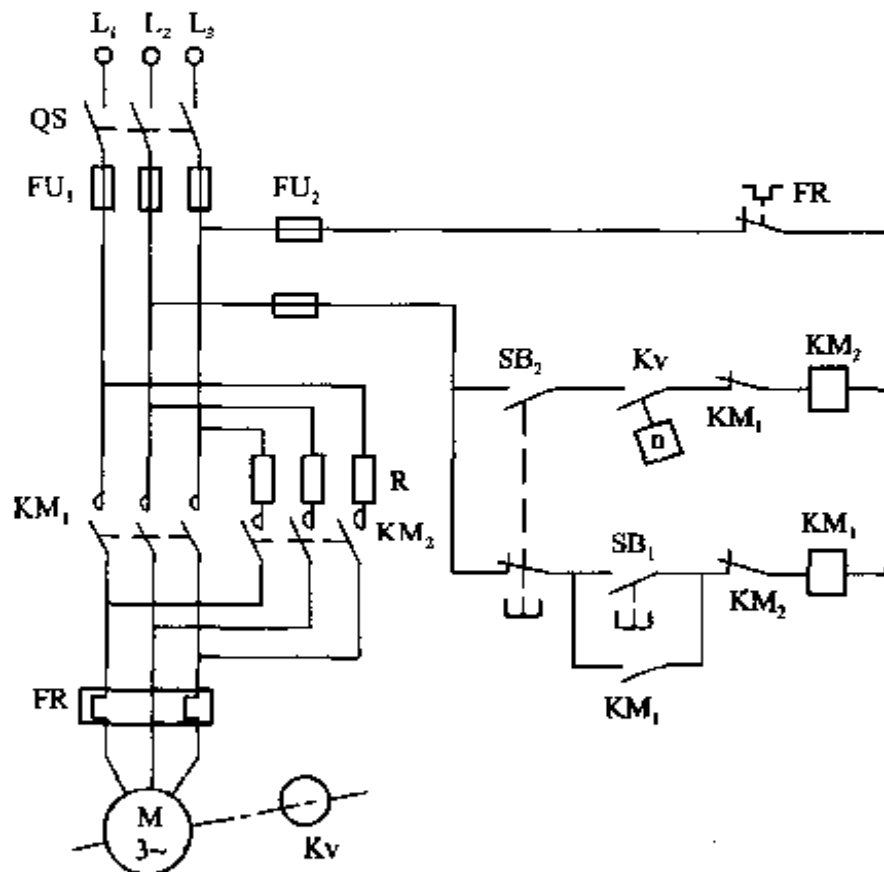 L₁ L₂ L₃
QS
FU₁ FU₂ FR
SB₂ Kv KM₂
KM₁
R
KM₁ KM₂ SB₁ KM₁
KM₂
FR KM₁
M
3~ Kv